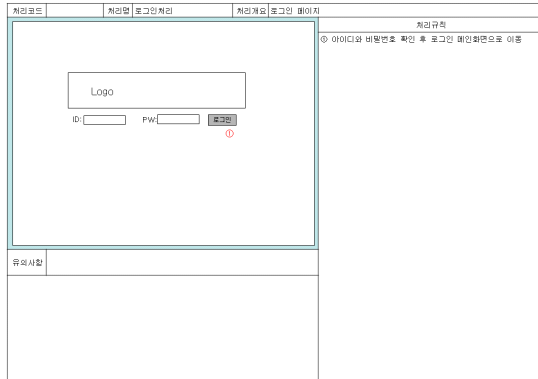 처리코드 처리명 로그인처리 처리개요 로그인 페이지
처리규칙
① 아이디와 비밀번호 확인 후 로그인 메인화면으로 이동
Logo
ID: PW: 로그인
①
유의사항